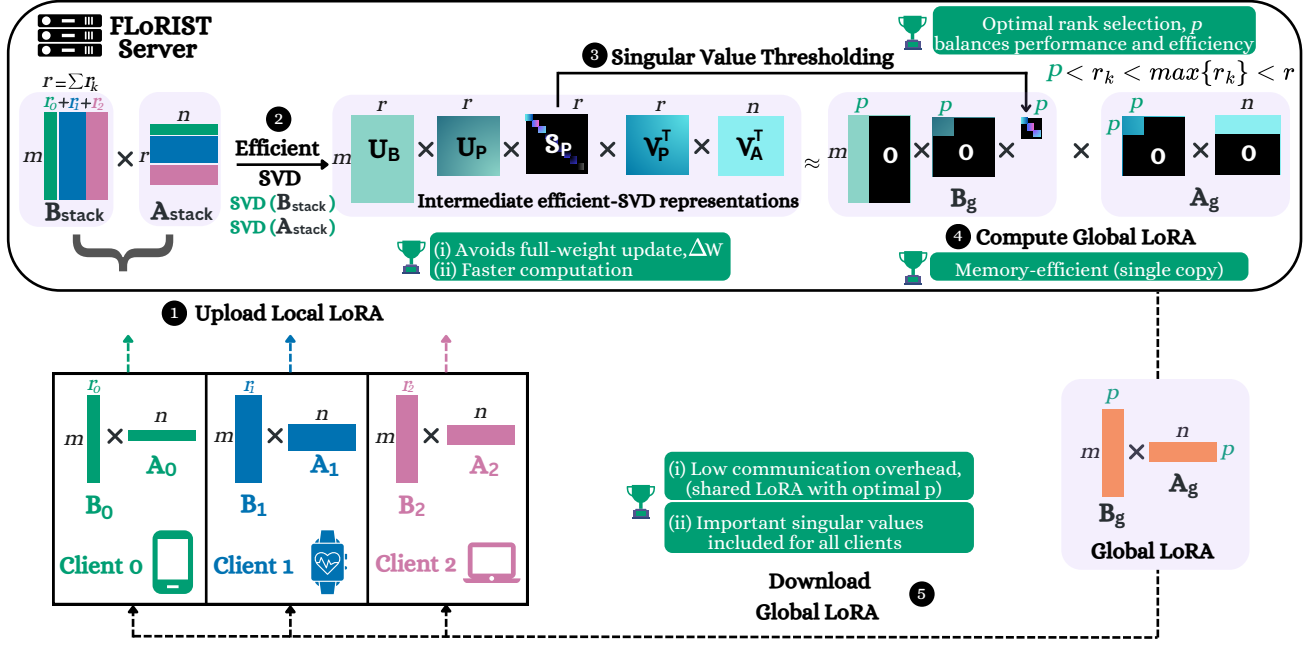 FLoRIST
Server
r = ∑r_k
r_0+r_1+r_2
m
B_stack
×
n
r
A_stack
2
Efficient
SVD
SVD (B_stack)
SVD (A_stack)
3 Singular Value Thresholding
Optimal rank selection, p
balances performance and efficiency
p < r_k < max{r_k} < r
r r r r n
m U_B × U_P × S_P × V_P^T × V_A^T
Intermediate efficient-SVD representations
(i) Avoids full-weight update, ΔW
(ii) Faster computation
≈
p p p
m 0 × 0 ×
B_g
×
p n
p 0 × 0
A_g
4 Compute Global LoRA
Memory-efficient (single copy)
1 Upload Local LoRA
r_0
m × n
A_0
B_0
Client 0
r_1
m × n
A_1
B_1
Client 1
r_2
m × n
A_2
B_2
Client 2
(i) Low communication overhead,
(shared LoRA with optimal p)
(ii) Important singular values
included for all clients
Download
Global LoRA
5
p
m × n p
A_g
B_g
Global LoRA